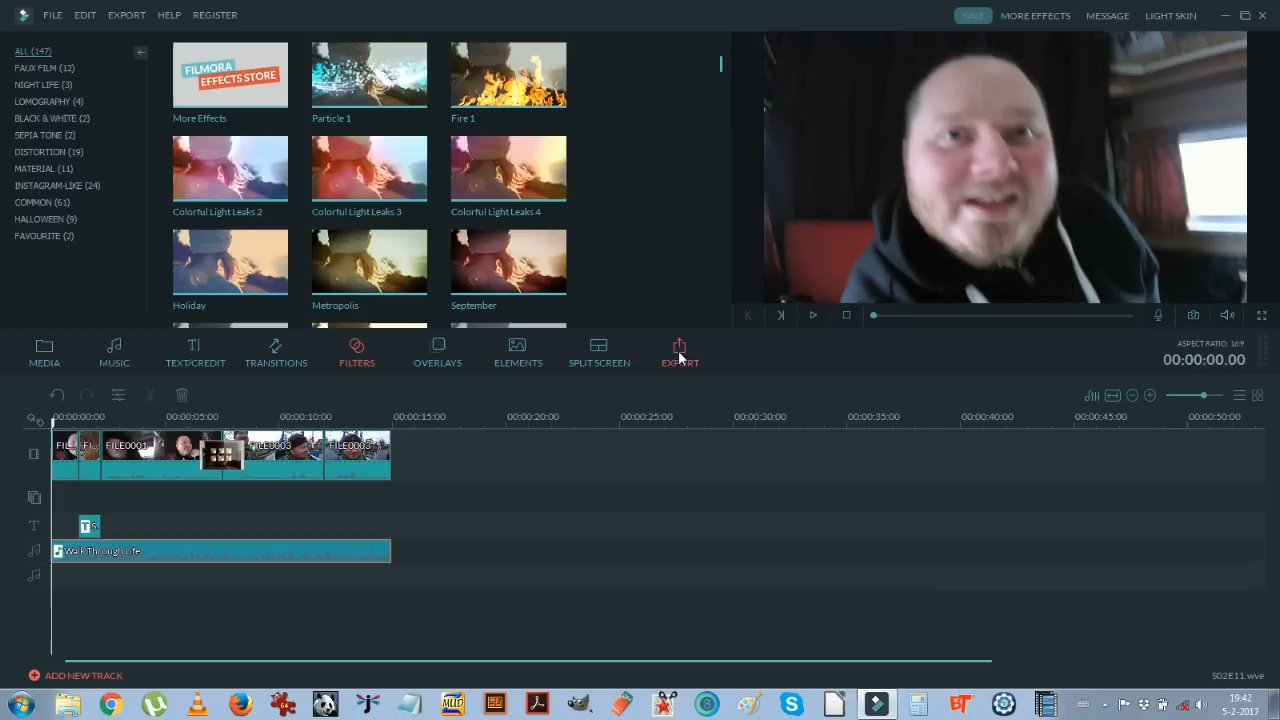 FILE EDIT EXPORT HELP REGISTER
SAVE MORE EFFECTS MESSAGE LIGHT SKIN
ALL (147)
FAUX FILM (12)
NIGHT LIFE (3)
LOMOGRAPHY (4)
BLACK & WHITE (2)
SEPIA TONE (2)
DISTORTION (19)
MATERIAL (11)
INSTAGRAM-LIKE (24)
COMMON (61)
HALLOWEEN (9)
FAVOURITE (2)
FILMORA
EFFECTS STORE
More Effects Particle 1 Fire 1
Colorful Light Leaks 2 Colorful Light Leaks 3 Colorful Light Leaks 4
Holiday Metropolis September
MEDIA MUSIC TEXT/CREDIT TRANSITIONS FILTERS OVERLAYS ELEMENTS SPLIT SCREEN EXPORT
ASPECT RATIO: 16:9
00:00:00.00
00:00:00:00 00:00:05:00 00:00:10:00 00:00:15:00 00:00:20:00 00:00:25:00 00:00:30:00 00:00:35:00 00:00:40:00 00:00:45:00 00:00:50:00
FIL... FIL... FILE0001 FILE0003 FILE0003
T S..
Walk Through Life
ADD NEW TRACK
S02E11.wve
64 MLO 8 BT
19:42
5-2-2017